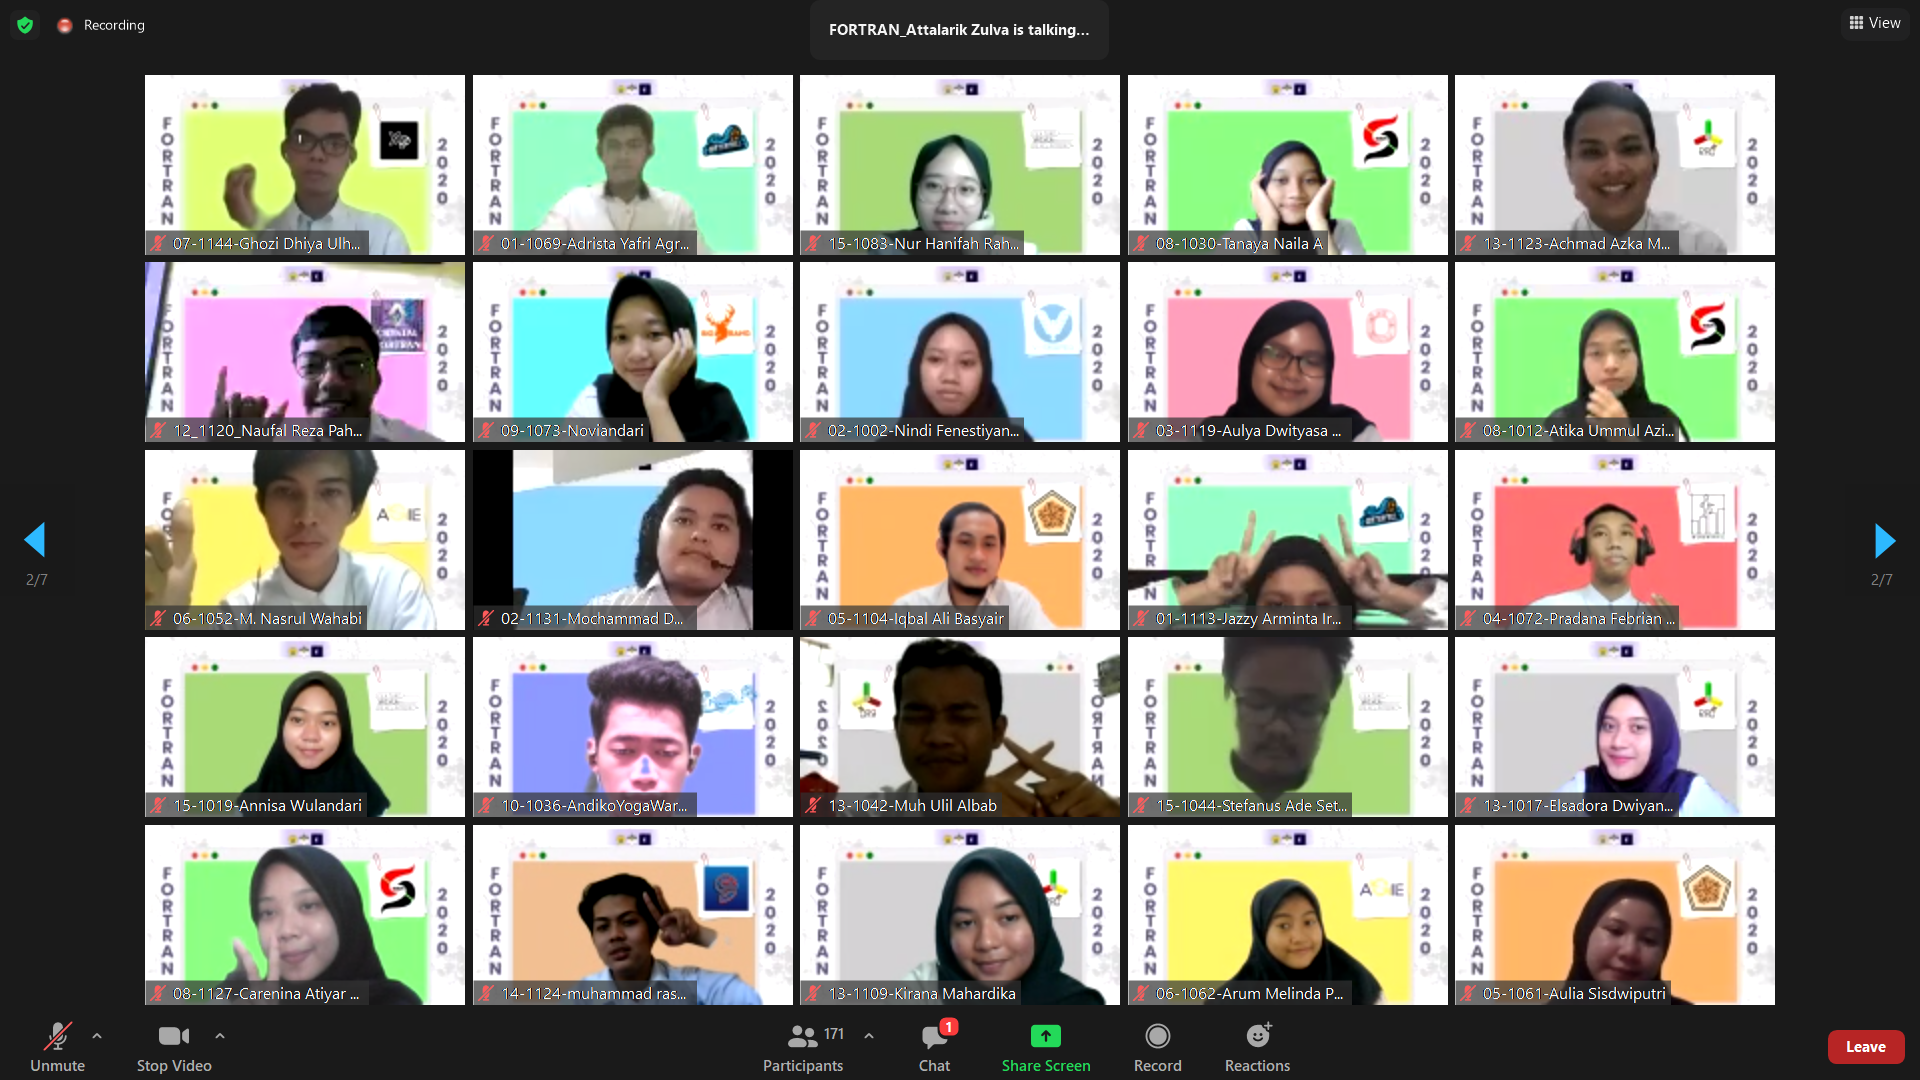 Recording
FORTRAN_Attalarik Zulva is talking...
View
FORTRAN
2020
07-1144-Ghozi Dhiya Ulh...
FORTRAN
2020
01-1069-Adrista Yafri Agr...
FORTRAN
2020
15-1083-Nur Hanifah Rah...
FORTRAN
2020
08-1030-Tanaya Naila A
FORTRAN
2020
13-1123-Achmad Azka M...
FORTRAN
2020
12_1120_Naufal Reza Pah...
FORTRAN
2020
09-1073-Noviandari
FORTRAN
2020
02-1002-Nindi Fenestiyan...
FORTRAN
2020
03-1119-Aulya Dwityasa ...
FORTRAN
2020
08-1012-Atika Ummul Azi...
2020
06-1052-M. Nasrul Wahabi
02-1131-Mochammad D...
FORTRAN
2020
05-1104-Iqbal Ali Basyair
FORTRAN
2020
01-1113-Jazzy Arminta Ir...
FORTRAN
2020
04-1072-Pradana Febrian ...
2/7
2/7
FORTRAN
2020
15-1019-Annisa Wulandari
FORTRAN
2020
10-1036-AndikoYogaWar...
2020
FORTRAN
13-1042-Muh Ulil Albab
FORTRAN
2020
15-1044-Stefanus Ade Set...
FORTRAN
2020
13-1017-Elsadora Dwiyan...
FORTRAN
2020
08-1127-Carenina Atiyar ...
FORTRAN
2020
14-1124-muhammad ras...
FORTRAN
2020
13-1109-Kirana Mahardika
FORTRAN
2020
06-1062-Arum Melinda P...
FORTRAN
2020
05-1061-Aulia Sisdwiputri
Unmute
Stop Video
Participants
171
Chat
1
Share Screen
Record
Reactions
Leave